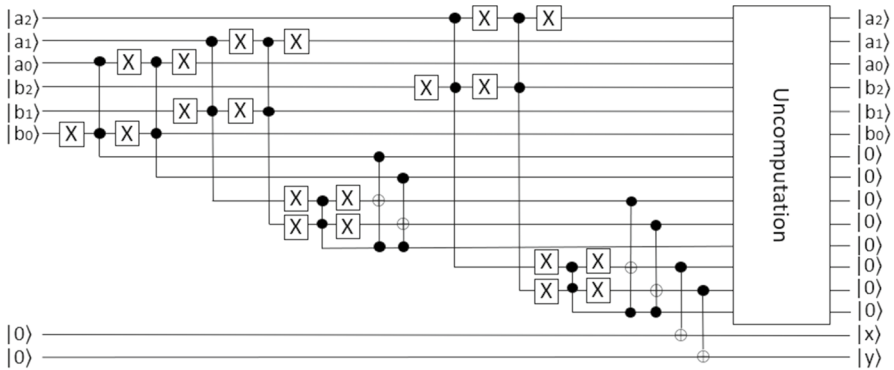 |a₂⟩ X X |a₂⟩
|a₁⟩ X X |a₁⟩
|a₀⟩ X X |a₀⟩
|b₂⟩ X X |b₂⟩
|b₁⟩ X X |b₁⟩
|b₀⟩ X X |b₀⟩
|0⟩
|0⟩
X X |0⟩
X X |0⟩
|0⟩
X X |0⟩
X X |0⟩
|0⟩
Uncomputation
|0⟩ |x⟩
|0⟩ |y⟩